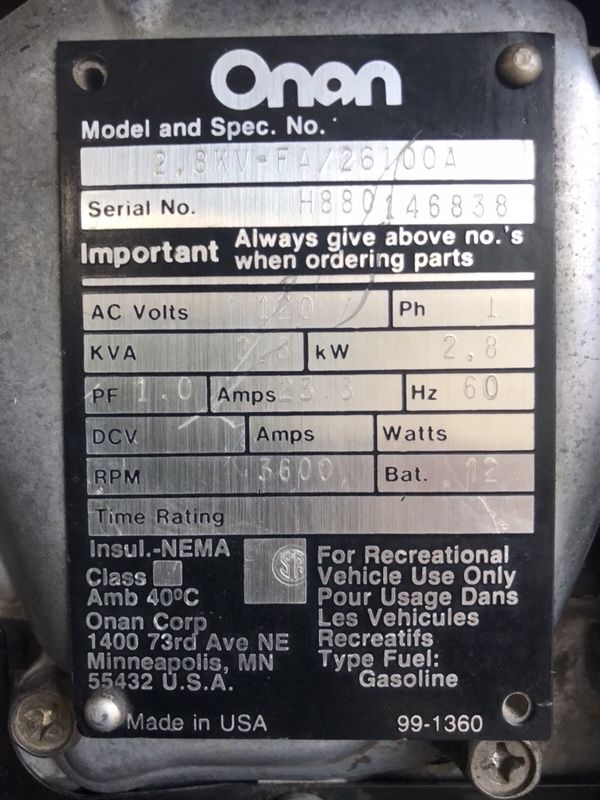 Onan
Model and Spec. No.
2.8KV-FA/26100A
Serial No. H880146838
Important Always give above no.'s
when ordering parts
AC Volts 120 Ph 1
KVA 2.8 kW 2.8
PF 1.0 Amps 23.3 Hz 60
DCV Amps Watts
RPM 3600 Bat. 12
Time Rating
Insul.-NEMA
Class
Amb 40ºC
Onan Corp
1400 73rd Ave NE
Minneapolis, MN
55432 U.S.A.
For Recreational
Vehicle Use Only
Pour Usage Dans
Les Vehicules
Recreatifs
Type Fuel:
Gasoline
Made in USA 99-1360